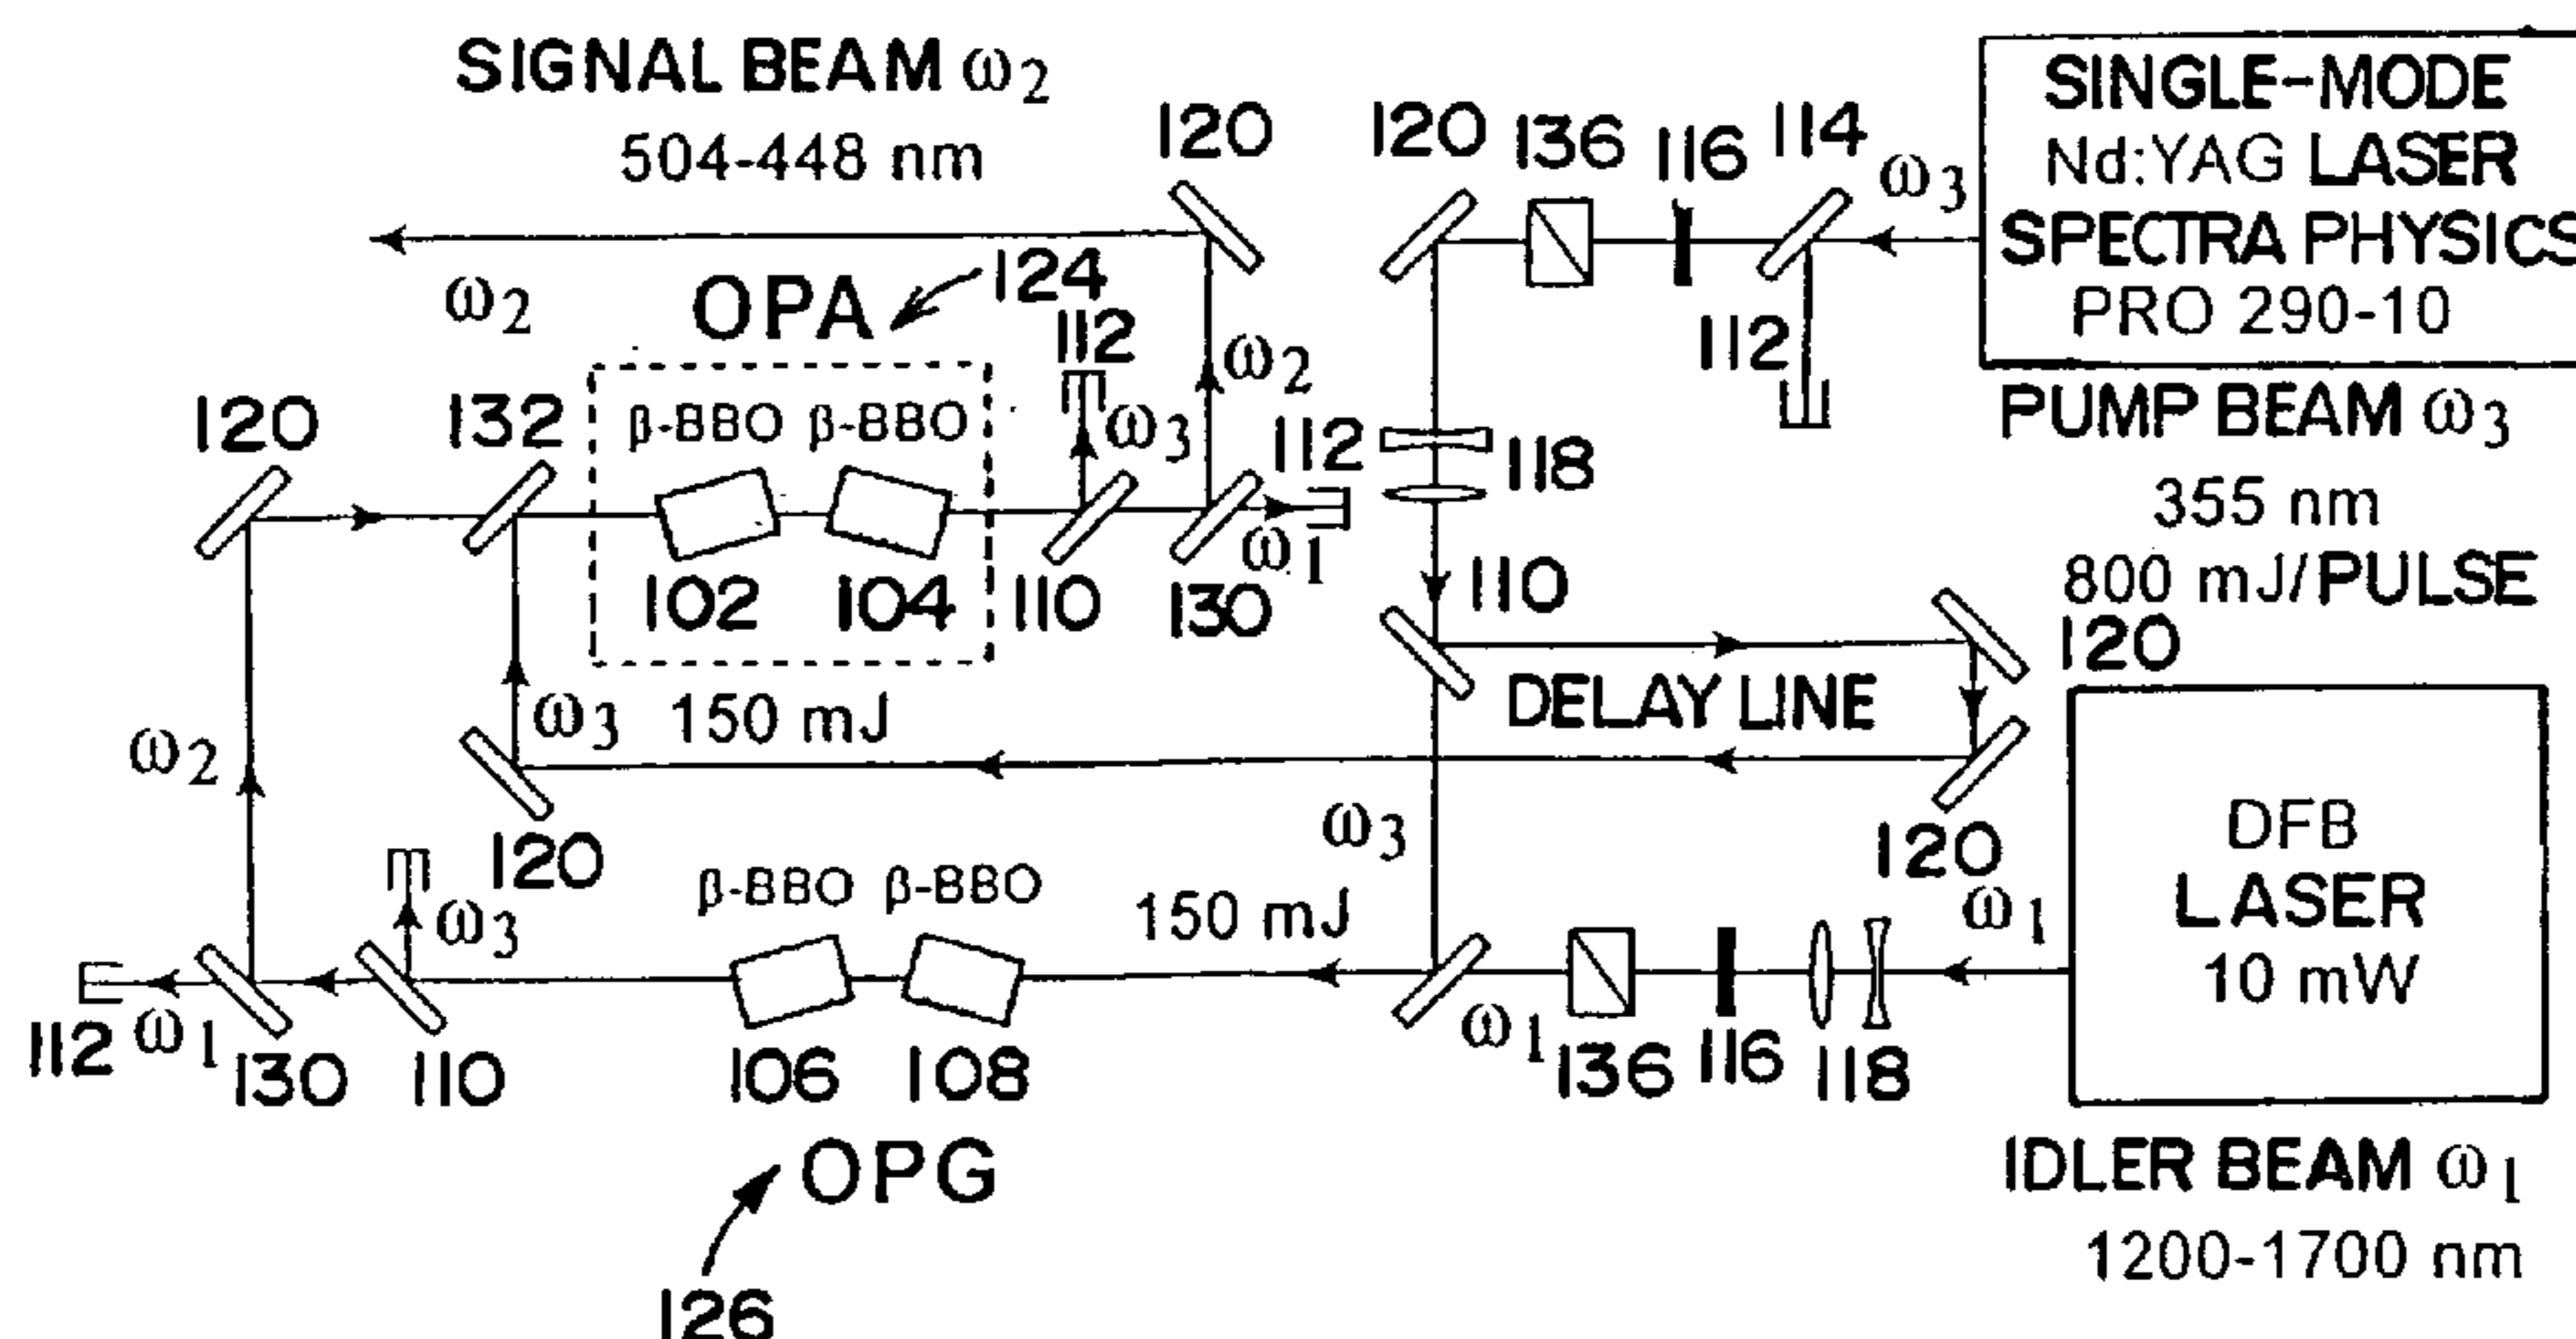 SIGNAL BEAM ω2
504-448 nm
120
120
136
116
114
ω3
SINGLE-MODE
Nd:YAG LASER
SPECTRA PHYSICS
PRO 290-10
ω2
OPA
124
112
ω2
112
PUMP BEAM ω3
355 nm
800 mJ/PULSE
120
132
β-BBO
β-BBO
ω3
112
118
102
104
110
130
ω1
110
120
ω2
ω3
150 mJ
DELAY LINE
120
ω3
120
DFB
LASER
10 mW
ω3
β-BBO
β-BBO
150 mJ
ω1
112
ω1
130
110
106
108
ω1
136
116
118
OPG
126
IDLER BEAM ω1
1200-1700 nm